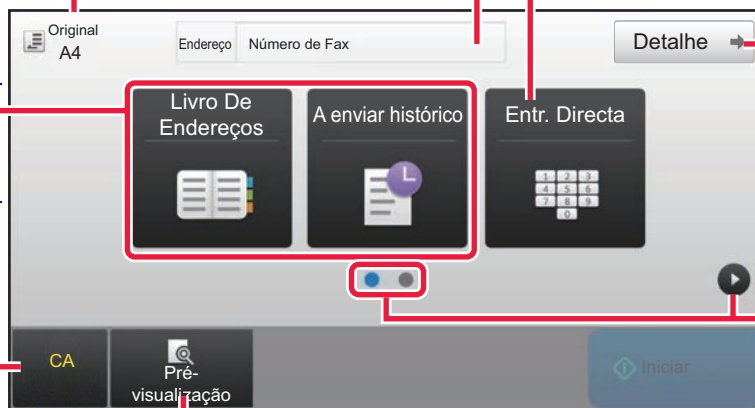 Original
A4
Endereço
Número de Fax
Detalhe
Livro De
Endereços
A enviar histórico
Entr. Directa
1 2 3
4 5 6
7 8 9
0
CA
Pré-
visualização
Iniciar